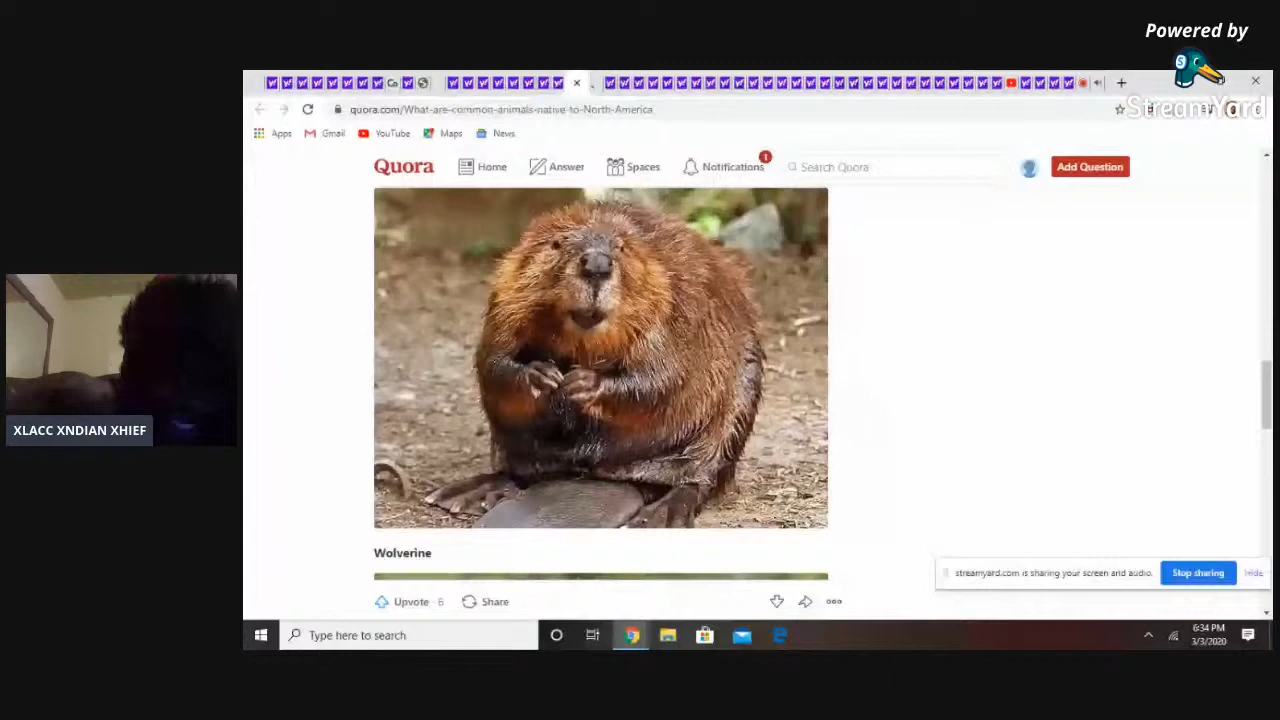 Powered by
S
StreamYard
Ca
quora.com/What-are-common-animals-native-to-North-America
Apps
Gmail
YouTube
Maps
News
Quora
Home
Answer
Spaces
Notifications
1
Search Quora
Add Question
XLACC XNDIAN XHIEF
Wolverine
streamyard.com is sharing your screen and audio.
Stop sharing
Hide
Upvote · 6
Share
Type here to search
6:34 PM
3/3/2020